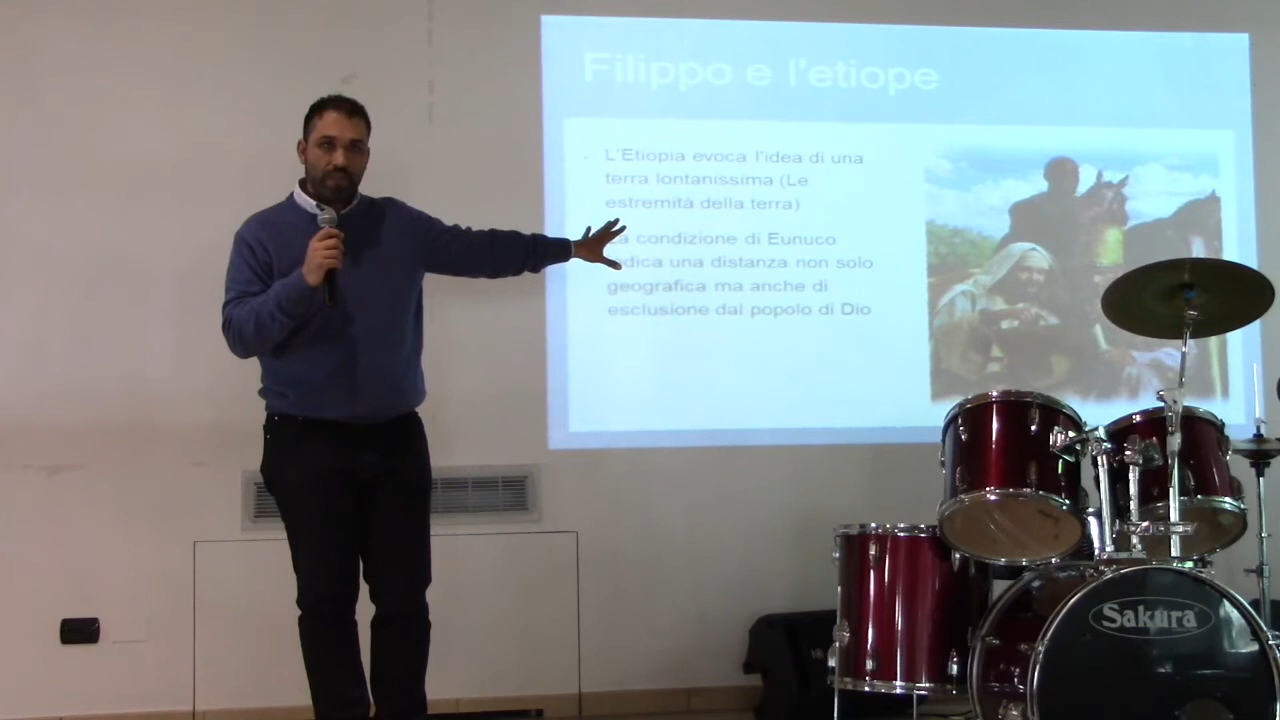 Filippo e l'etiope
L'Etiopia evoca l'idea di una
terra lontanissima (Le
estremità della terra)
condizione di Eunuco
una distanza non solo
geografica ma anche di
esclusione dal popolo di Dio
Sakura